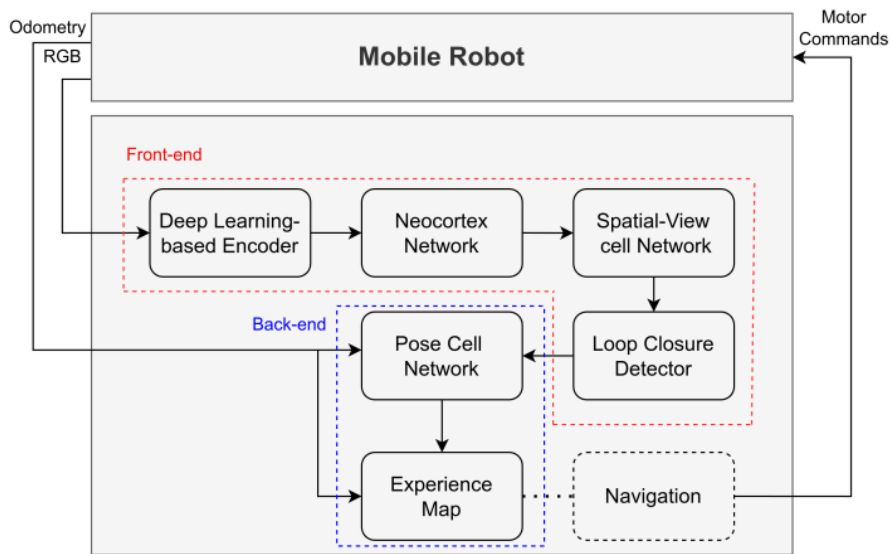 Odometry
RGB
Mobile Robot
Motor
Commands
Front-end
Deep Learning-
based Encoder
Neocortex
Network
Spatial-View
cell Network
Back-end
Pose Cell
Network
Loop Closure
Detector
Experience
Map
Navigation